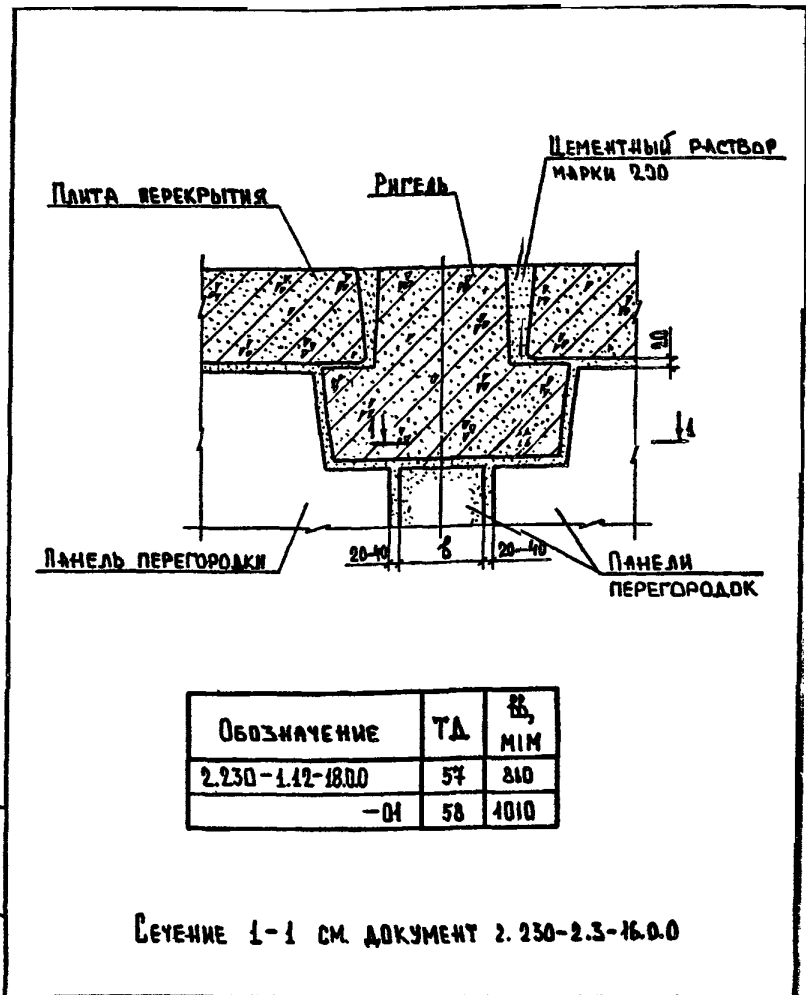 Цементный раствор
марки 200
Плита перекрытия
Ригель
20
1
Панель перегородки
20-40
в
20-40
Панели
перегородок
Обозначение ТД в, мм
2.230-1.12-18.0.0 57
-01 58
Сечение 1-1 см. документ 2.230-2.3-16.0.0